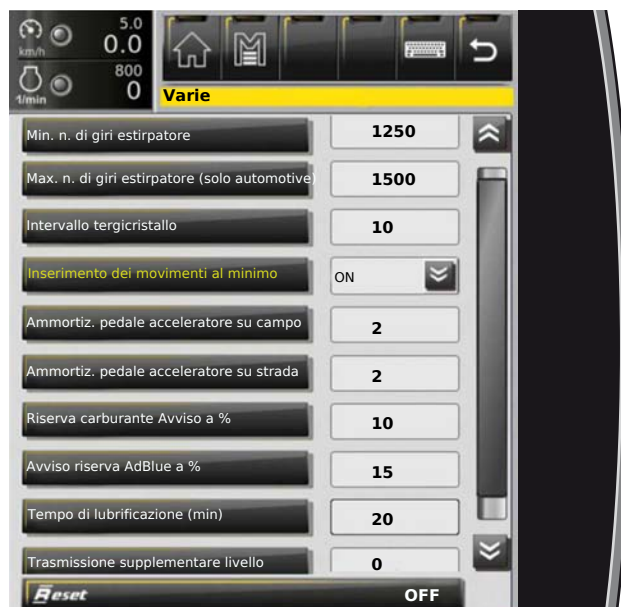 5.0
km/h 0.0
800
1/min 0
Varie
Min. n. di giri estirpatore 1250
Max. n. di giri estirpatore (solo automotive) 1500
Intervallo tergicristallo 10
Inserimento dei movimenti al minimo ON
Ammortiz. pedale acceleratore su campo 2
Ammortiz. pedale acceleratore su strada 2
Riserva carburante Avviso a % 10
Avviso riserva AdBlue a % 15
Tempo di lubrificazione (min) 20
Trasmissione supplementare livello 0
Reset OFF